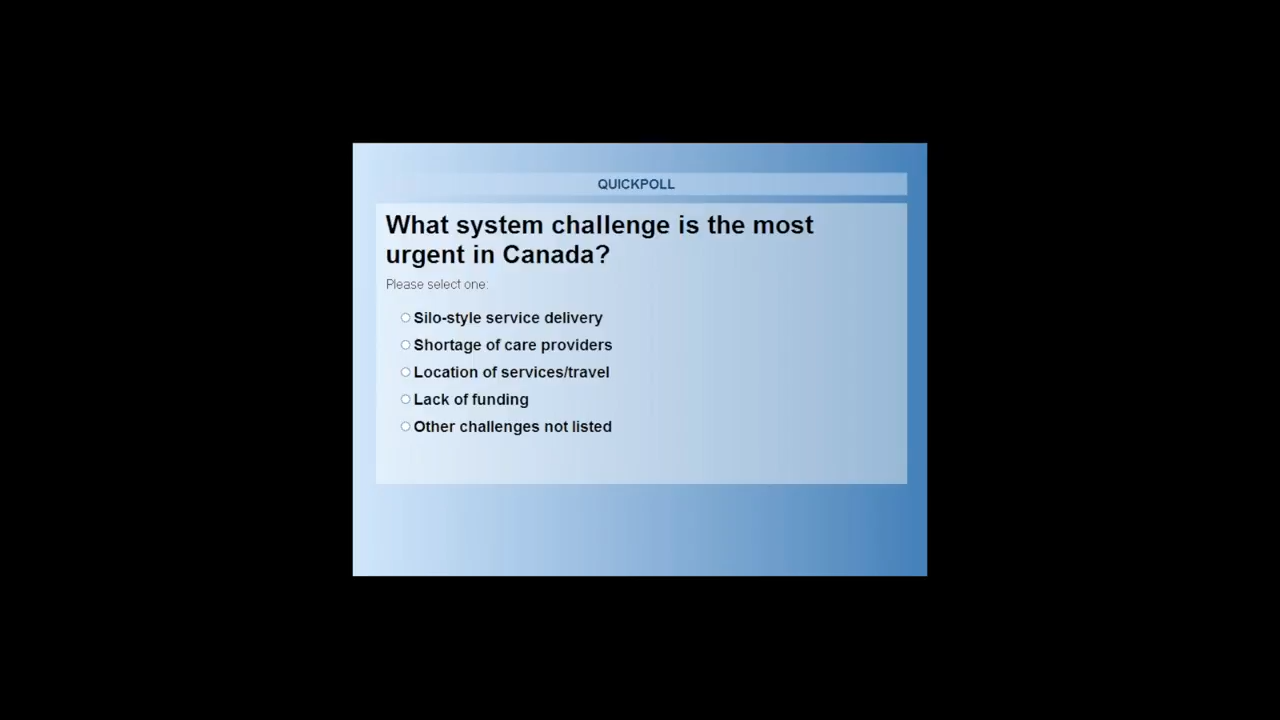 QUICKPOLL
What system challenge is the most
urgent in Canada?
Please select one:
Silo-style service delivery
Shortage of care providers
Location of services/travel
Lack of funding
Other challenges not listed